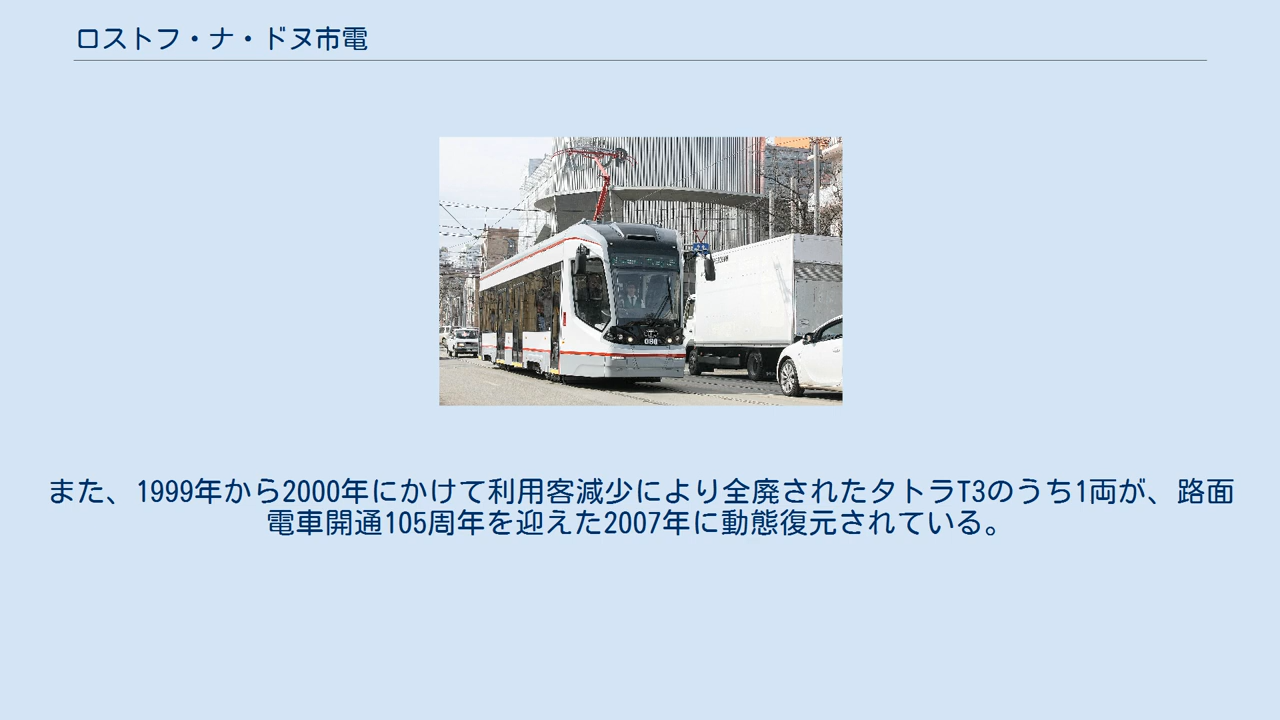 ロストフ・ナ・ドヌ市電
086
また、1999年から2000年にかけて利用客減少により全廃されたタトラT3のうち1両が、路面
電車開通105周年を迎えた2007年に動態復元されている。